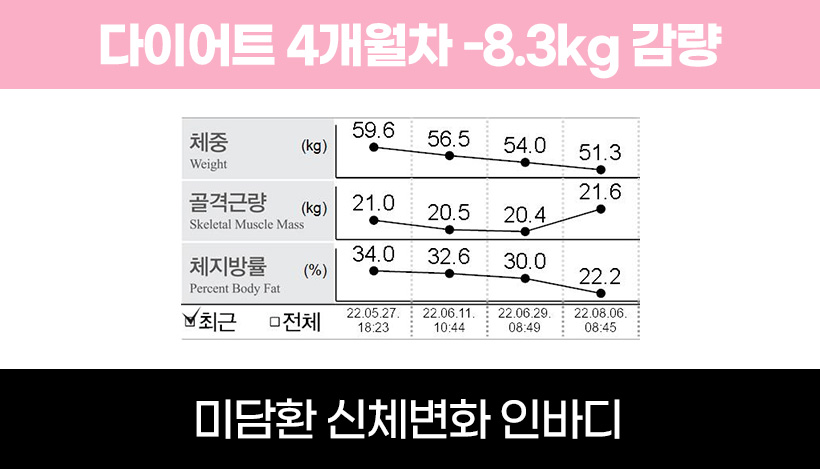 다이어트 4개월차 -8.3kg 감량
체중 (kg) 59.6 56.5 54.0 51.3
Weight
골격근량 (kg) 21.0 20.5 20.4 21.6
Skeletal Muscle Mass
체지방률 (%) 34.0 32.6 30.0 22.2
Percent Body Fat
최근 전체 22.05.27. 22.06.11. 22.06.29. 22.08.06.
18:23 10:44 08:49 08:45
미담환 신체변화 인바디